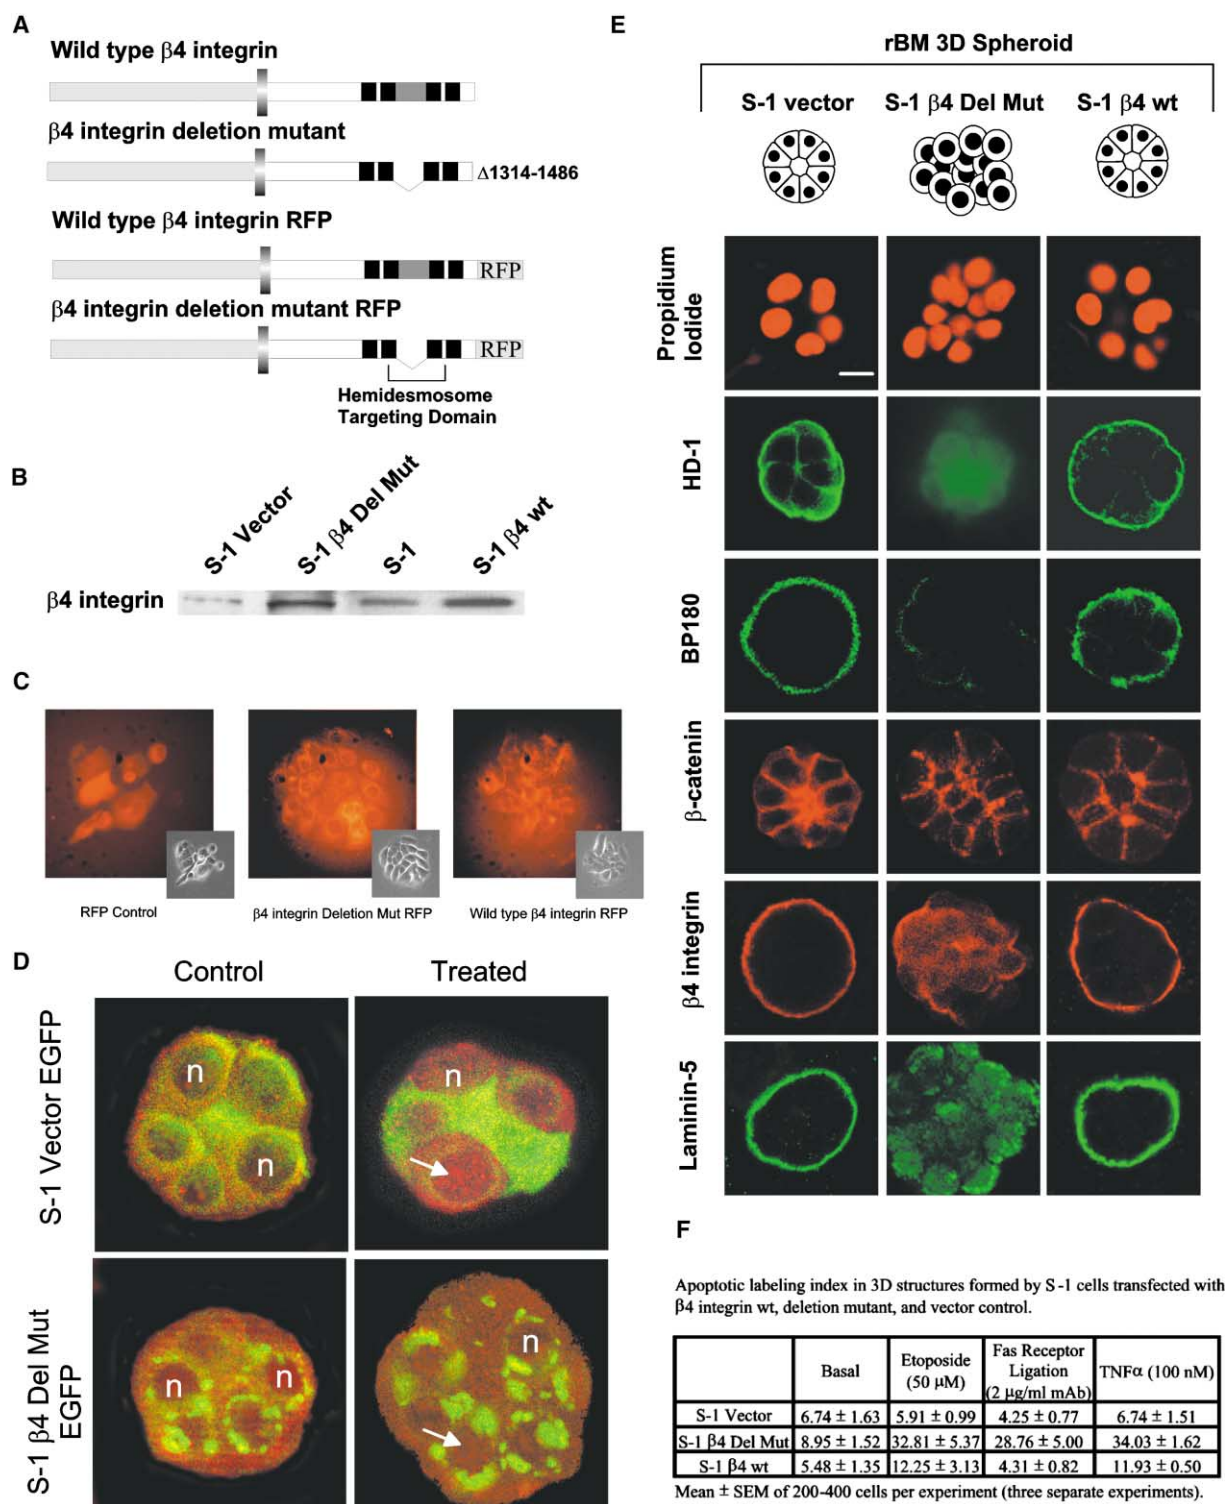 A
Wild type β4 integrin
β4 integrin deletion mutant
Δ1314-1486
Wild type β4 integrin RFP
RFP
β4 integrin deletion mutant RFP
RFP
Hemidesmosome
Targeting Domain
B
S-1 Vector
S-1 β4 Del Mut
S-1
S-1 β4 wt
β4 integrin
C
RFP Control
β4 integrin Deletion Mut RFP
Wild type β4 integrin RFP
D
Control
Treated
S-1 Vector EGFP
n
n
n
S-1 β4 Del Mut
EGFP
n
n
n
E
rBM 3D Spheroid
S-1 vector
S-1 β4 Del Mut
S-1 β4 wt
Propidium
Iodide
HD-1
BP180
β-catenin
β4 integrin
Laminin-5
F
Apoptotic labeling index in 3D structures formed by S-1 cells transfected with
β4 integrin wt, deletion mutant, and vector control.
Basal
Etoposide
(50 μM)
Fas Receptor
Ligation
(2 μg/ml mAb)
TNFα (100 nM)
S-1 Vector 6.74 ± 1.63 5.91 ± 0.99 4.25 ± 0.77 6.74 ± 1.51
S-1 β4 Del Mut 8.95 ± 1.52 32.81 ± 5.37 28.76 ± 5.00 34.03 ± 1.62
S-1 β4 wt 5.48 ± 1.35 12.25 ± 3.13 4.31 ± 0.82 11.93 ± 0.50
Mean ± SEM of 200-400 cells per experiment (three separate experiments).